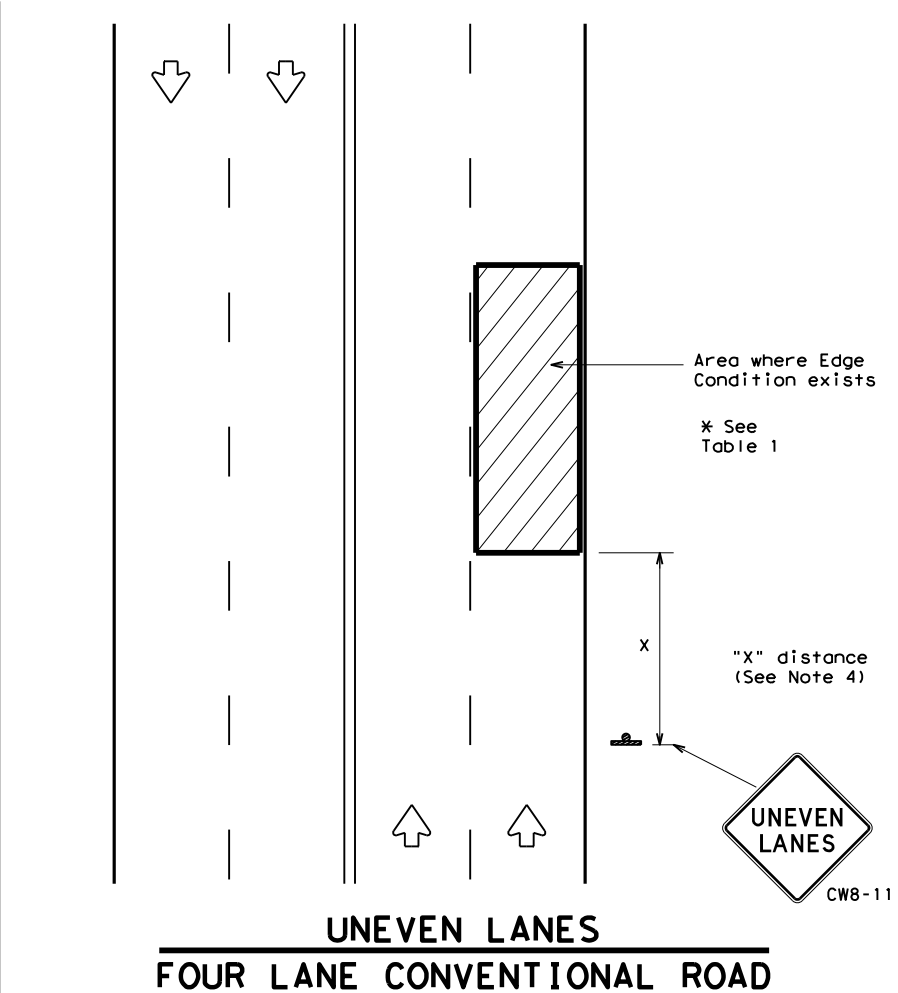 Area where Edge
Condition exists
* See
Table 1
X
"X" distance
(See Note 4)
UNEVEN
LANES
CW8-11
UNEVEN LANES
FOUR LANE CONVENTIONAL ROAD